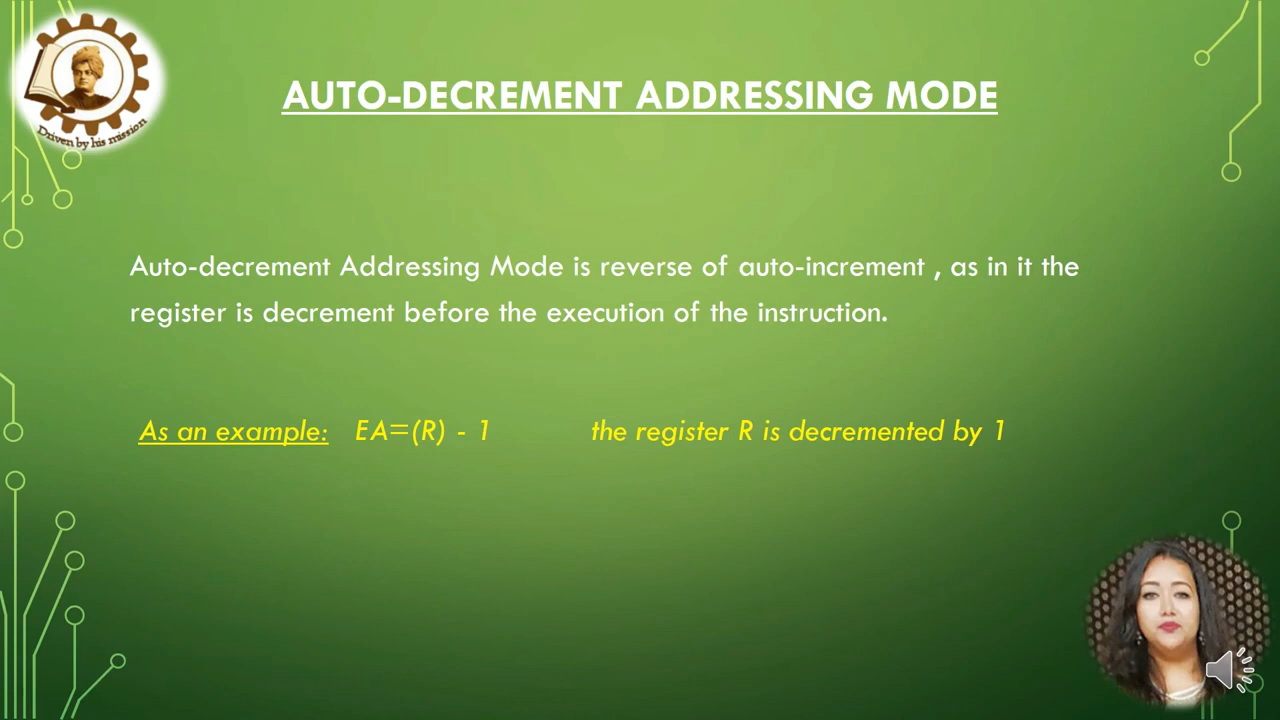 Driven by his mission
AUTO-DECREMENT ADDRESSING MODE
Auto-decrement Addressing Mode is reverse of auto-increment , as in it the
register is decrement before the execution of the instruction.
As an example: EA=(R) - 1 the register R is decremented by 1